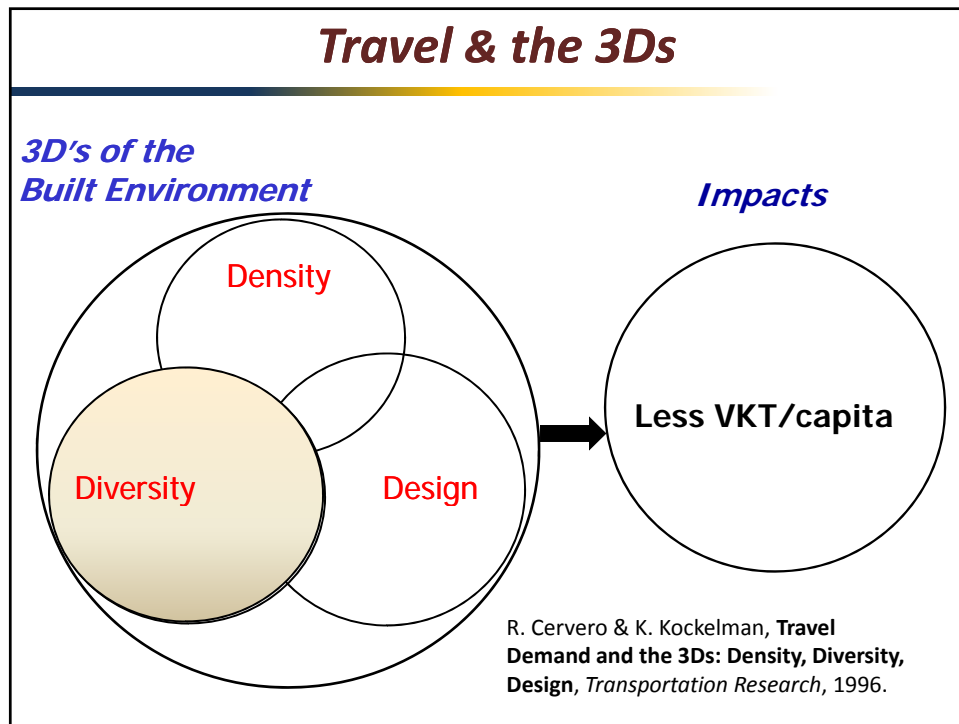 Travel & the 3Ds
3D's of the
Built Environment
Impacts
Density
Diversity
Design
Less VKT/capita
R. Cervero & K. Kockelman, Travel
Demand and the 3Ds: Density, Diversity,
Design, Transportation Research, 1996.